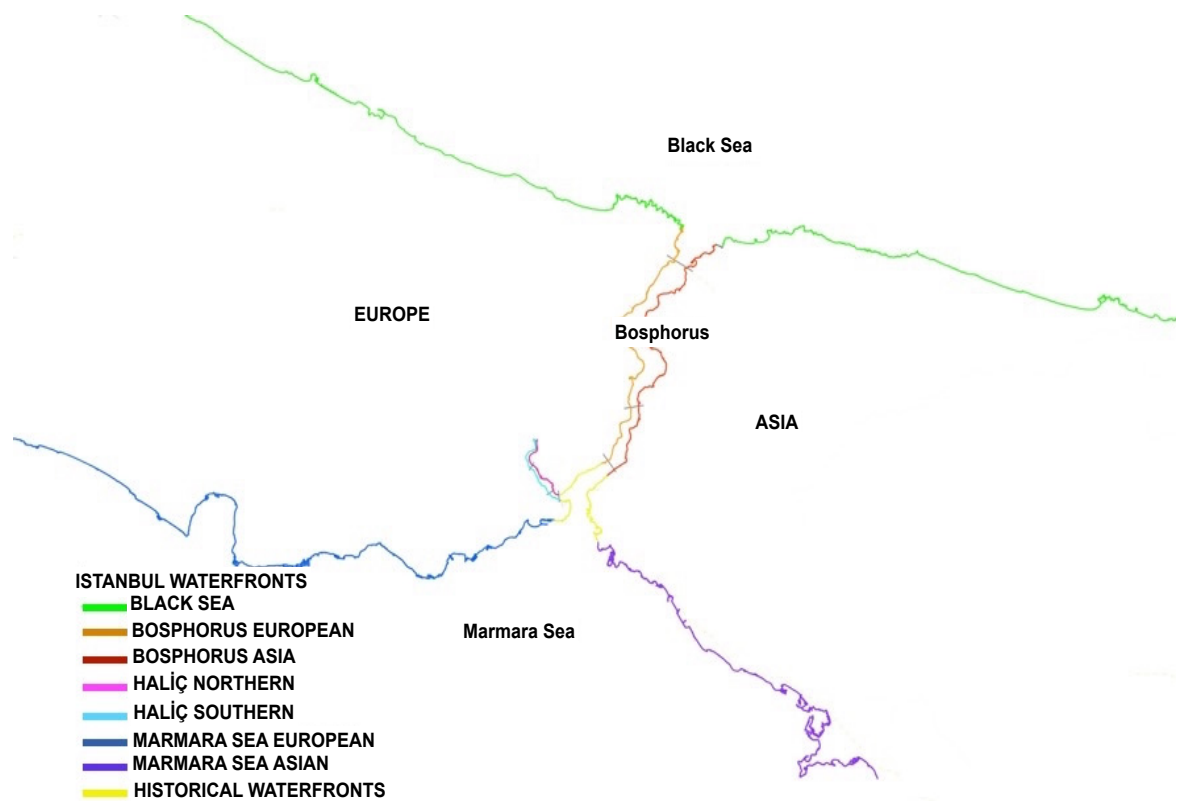 Black Sea
EUROPE
Bosphorus
ASIA
Marmara Sea
ISTANBUL WATERFRONTS
BLACK SEA
BOSPHORUS EUROPEAN
BOSPHORUS ASIA
HALİÇ NORTHERN
HALİÇ SOUTHERN
MARMARA SEA EUROPEAN
MARMARA SEA ASIAN
HISTORICAL WATERFRONTS